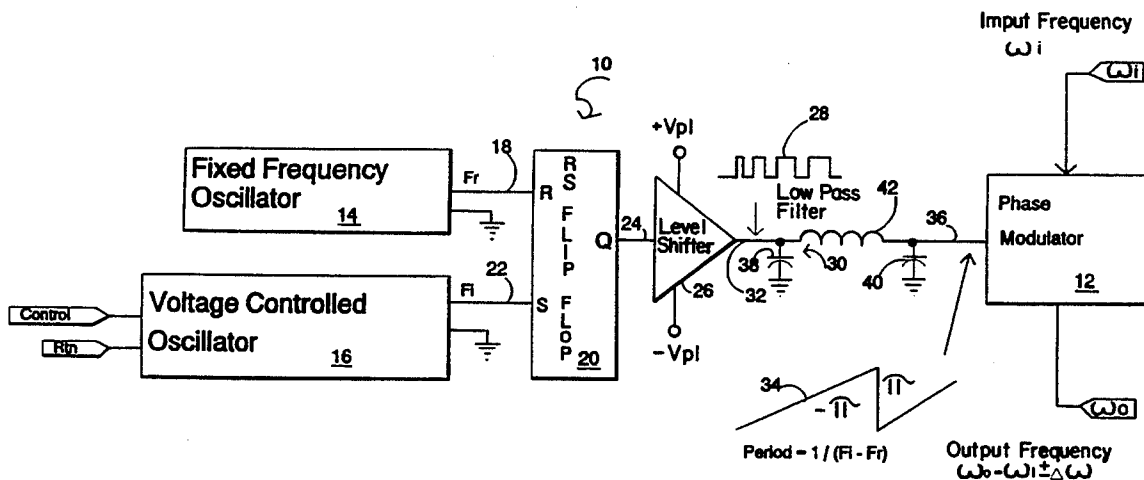 Imput Frequency
ωi
ωi
10
+Vpl
28
18
Fixed Frequency
Oscillator
14
Fr
R
RS FLIP FLOP
Q
20
24
Level
Shifter
26
Low Pass
Filter
42
36
Phase
Modulator
12
38
30
32
40
22
Fi
S
Control
Rtn
Voltage Controlled
Oscillator
16
-Vpl
34
-π
π
Period = 1 / (Fi - Fr)
ωo
Output Frequency
ωo=ωi±Δω